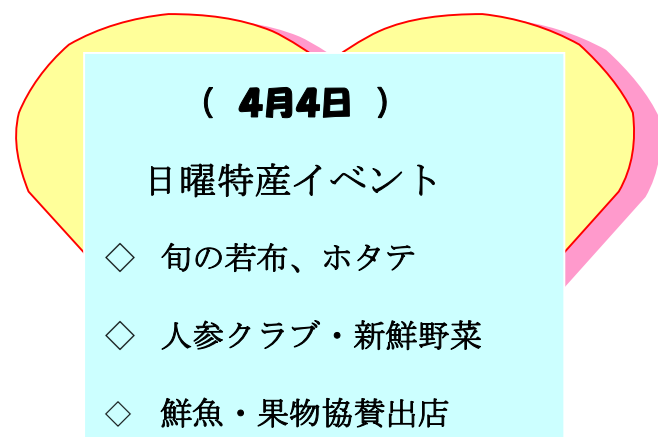 ( 4月4日 )
日曜特産イベント
◇ 旬の若布、ホタテ
◇ 人参クラブ・新鮮野菜
◇ 鮮魚・果物協賛出店